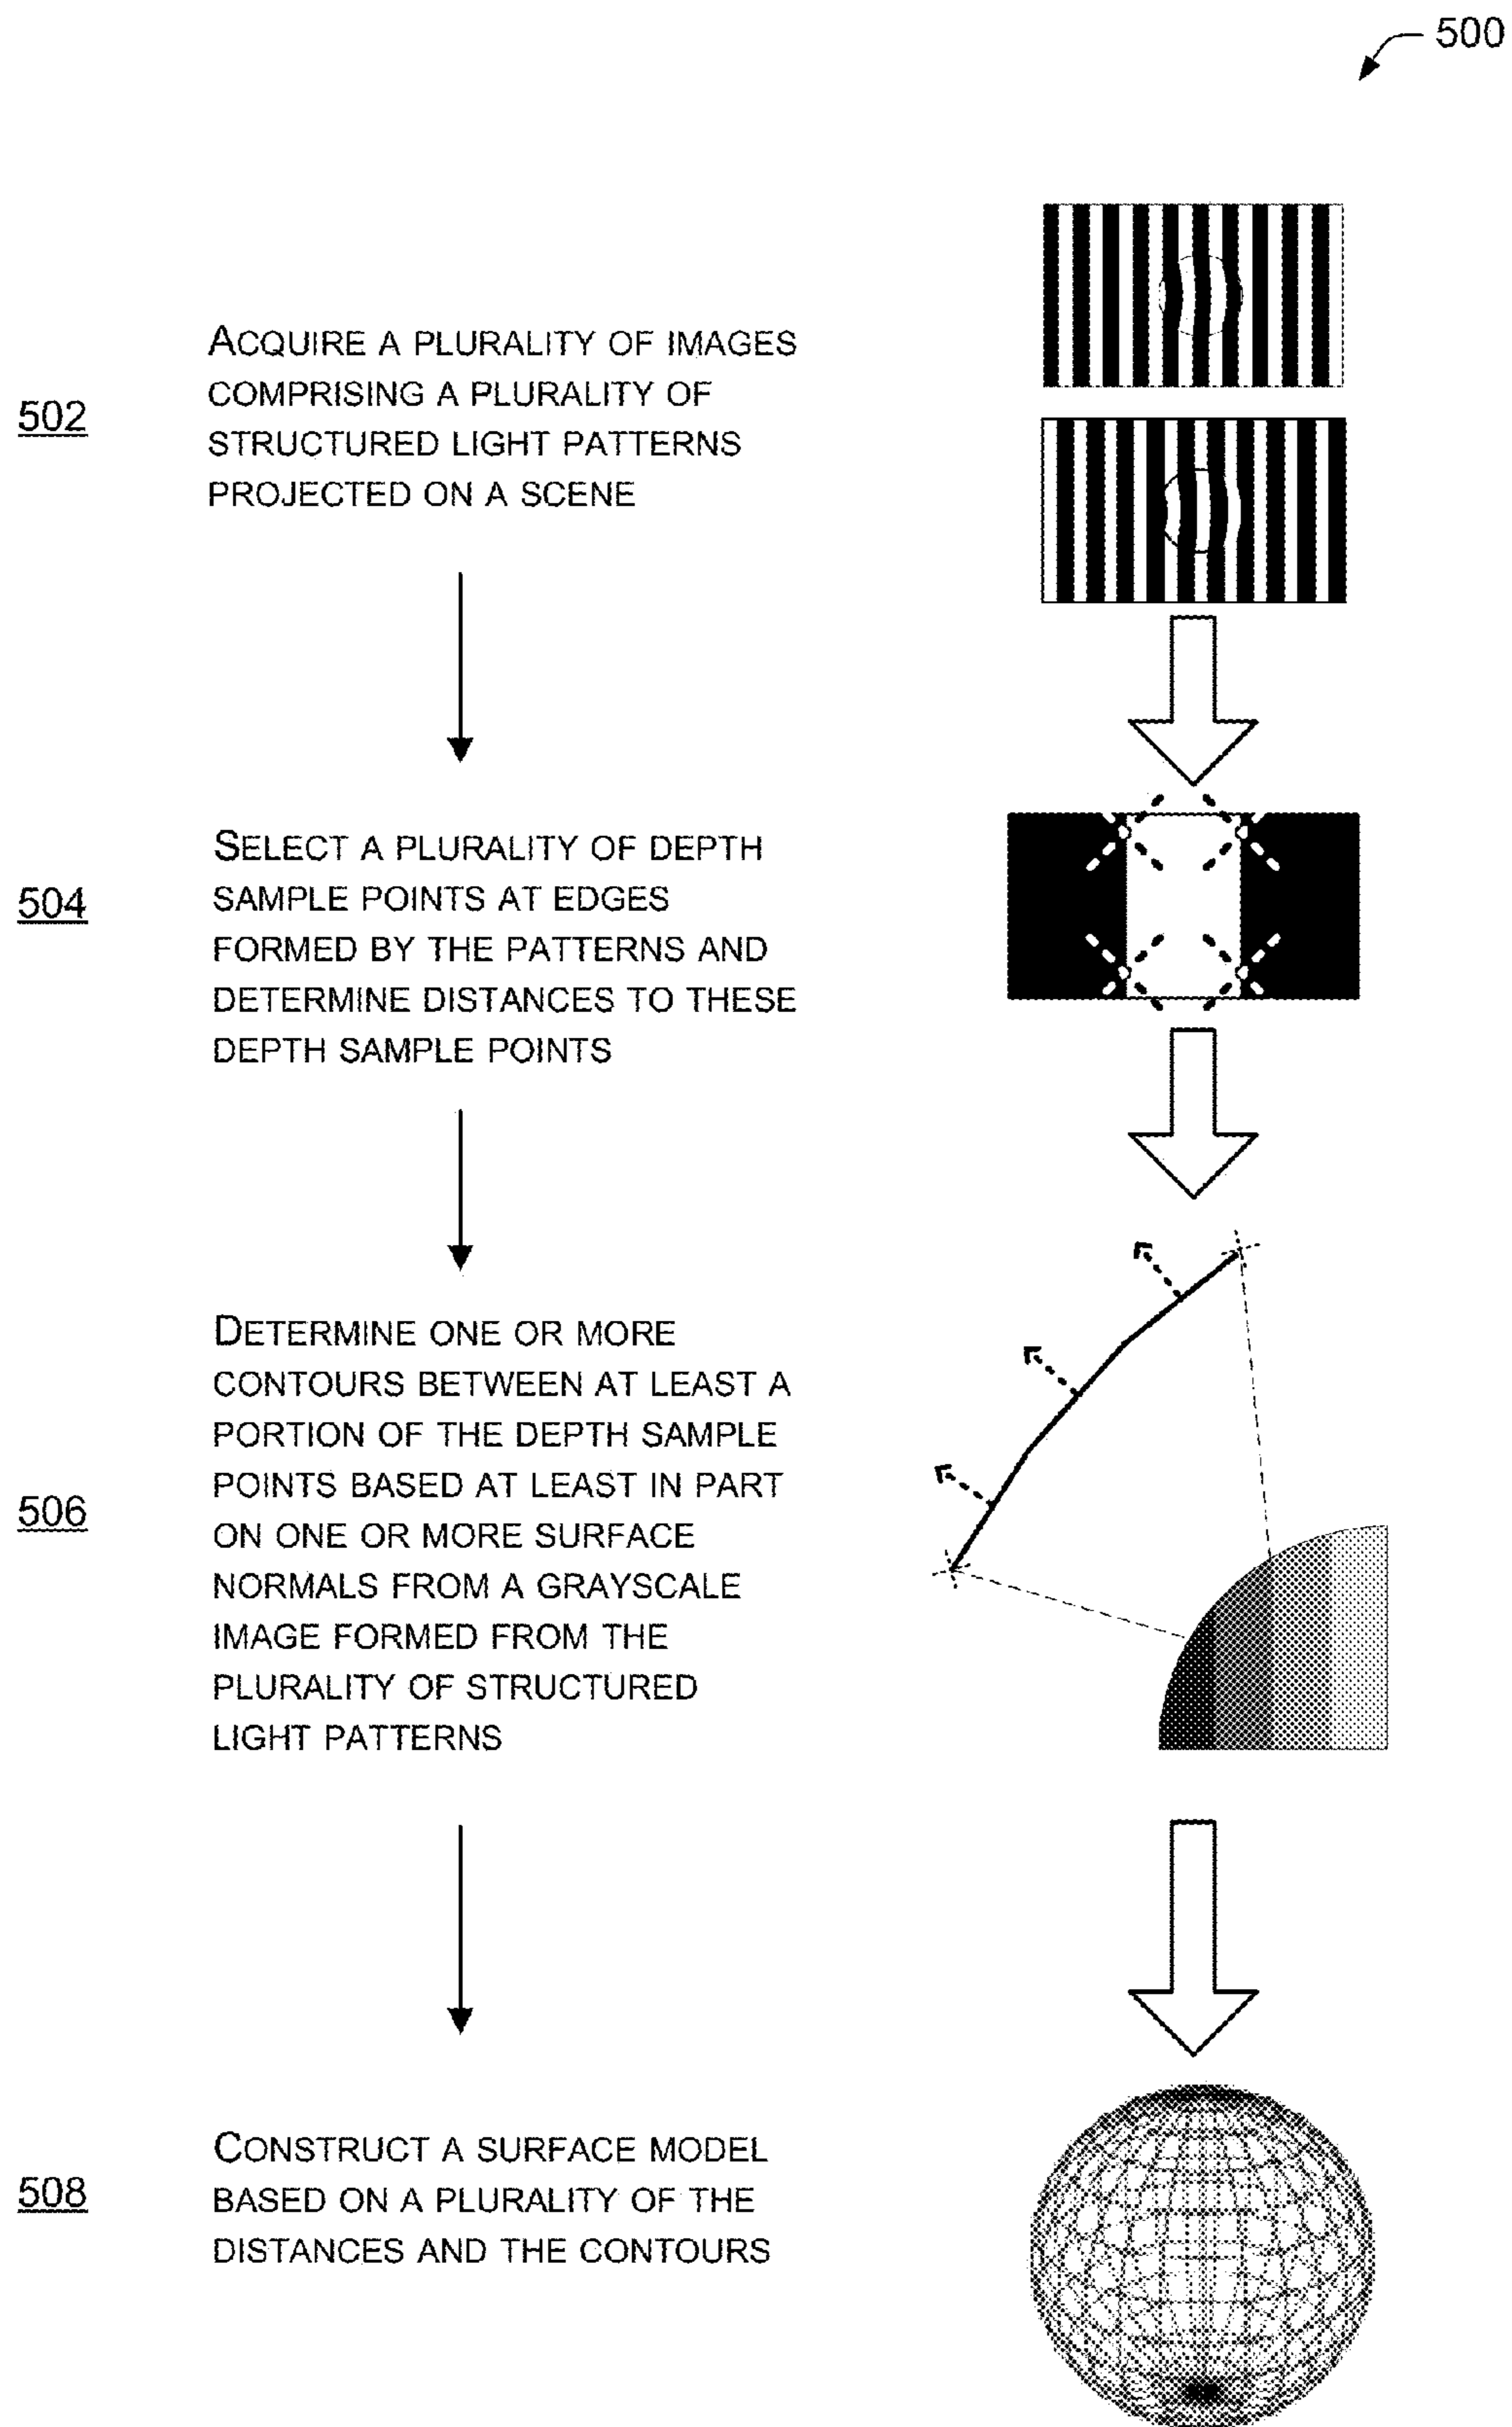 500
502
ACQUIRE A PLURALITY OF IMAGES
COMPRISING A PLURALITY OF
STRUCTURED LIGHT PATTERNS
PROJECTED ON A SCENE
504
SELECT A PLURALITY OF DEPTH
SAMPLE POINTS AT EDGES
FORMED BY THE PATTERNS AND
DETERMINE DISTANCES TO THESE
DEPTH SAMPLE POINTS
506
DETERMINE ONE OR MORE
CONTOURS BETWEEN AT LEAST A
PORTION OF THE DEPTH SAMPLE
POINTS BASED AT LEAST IN PART
ON ONE OR MORE SURFACE
NORMALS FROM A GRAYSCALE
IMAGE FORMED FROM THE
PLURALITY OF STRUCTURED
LIGHT PATTERNS
508
CONSTRUCT A SURFACE MODEL
BASED ON A PLURALITY OF THE
DISTANCES AND THE CONTOURS